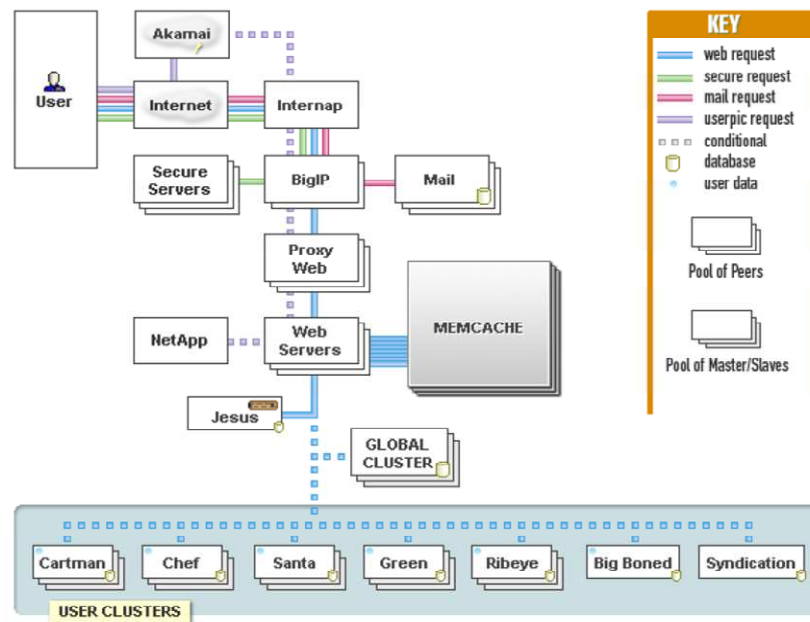 Akamai
User
Internet
Internap
Secure
Servers
BigIP
Mail
Proxy
Web
NetApp
Web
Servers
MEMCACHE
Jesus
GLOBAL
CLUSTER
Cartman
Chef
Santa
Green
Ribeye
Big Boned
Syndication
USER CLUSTERS
KEY
web request
secure request
mail request
userpic request
conditional
database
user data
Pool of Peers
Pool of Master/Slaves